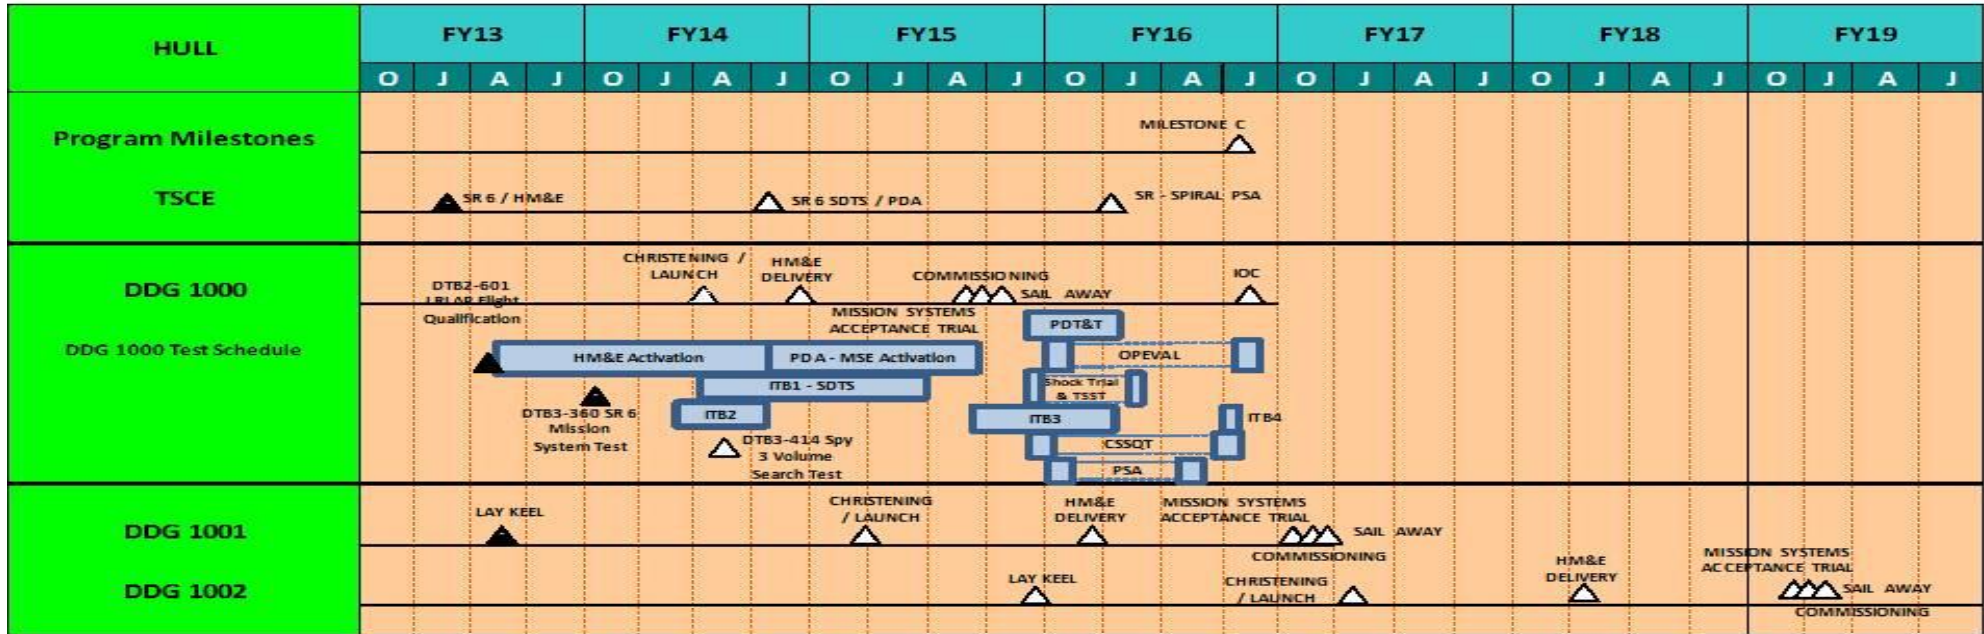 HULL
FY13 FY14 FY15 FY16 FY17 FY18 FY19
O J A J O J A J O J A J O J A J O J A J O J A J O J A J
Program Milestones
MILESTONE C
TSCE
SR 6 / HM&E
SR 6 SDTS / PDA
SR - SPIRAL PSA
DDG 1000
CHRISTENING /
LAUNCH
HM&E
DELIVERY
COMMISSIONING
SAIL AWAY
IOC
DTB2-601
Flight
Qualification
MISSION SYSTEMS
ACCEPTANCE TRIAL
DDG 1000 Test Schedule
PDT&T
HM&E Activation
PDA - MSE Activation
OPEVAL
ITB1 - SDTS
Shock Trial
& TSST
DTB3-360 SR 6
Mission
System Test
ITB2
ITB3
ITB4
DTB3-414 Spy
3 Volume
Search Test
CSSQT
PSA
DDG 1001
LAY KEEL
CHRISTENING
/ LAUNCH
HM&E
DELIVERY
MISSION SYSTEMS
ACCEPTANCE TRIAL
SAIL AWAY
COMMISSIONING
DDG 1002
LAY KEEL
CHRISTENING
/ LAUNCH
HM&E
DELIVERY
MISSION SYSTEMS
ACCEPTANCE TRIAL
SAIL AWAY
COMMISSIONING